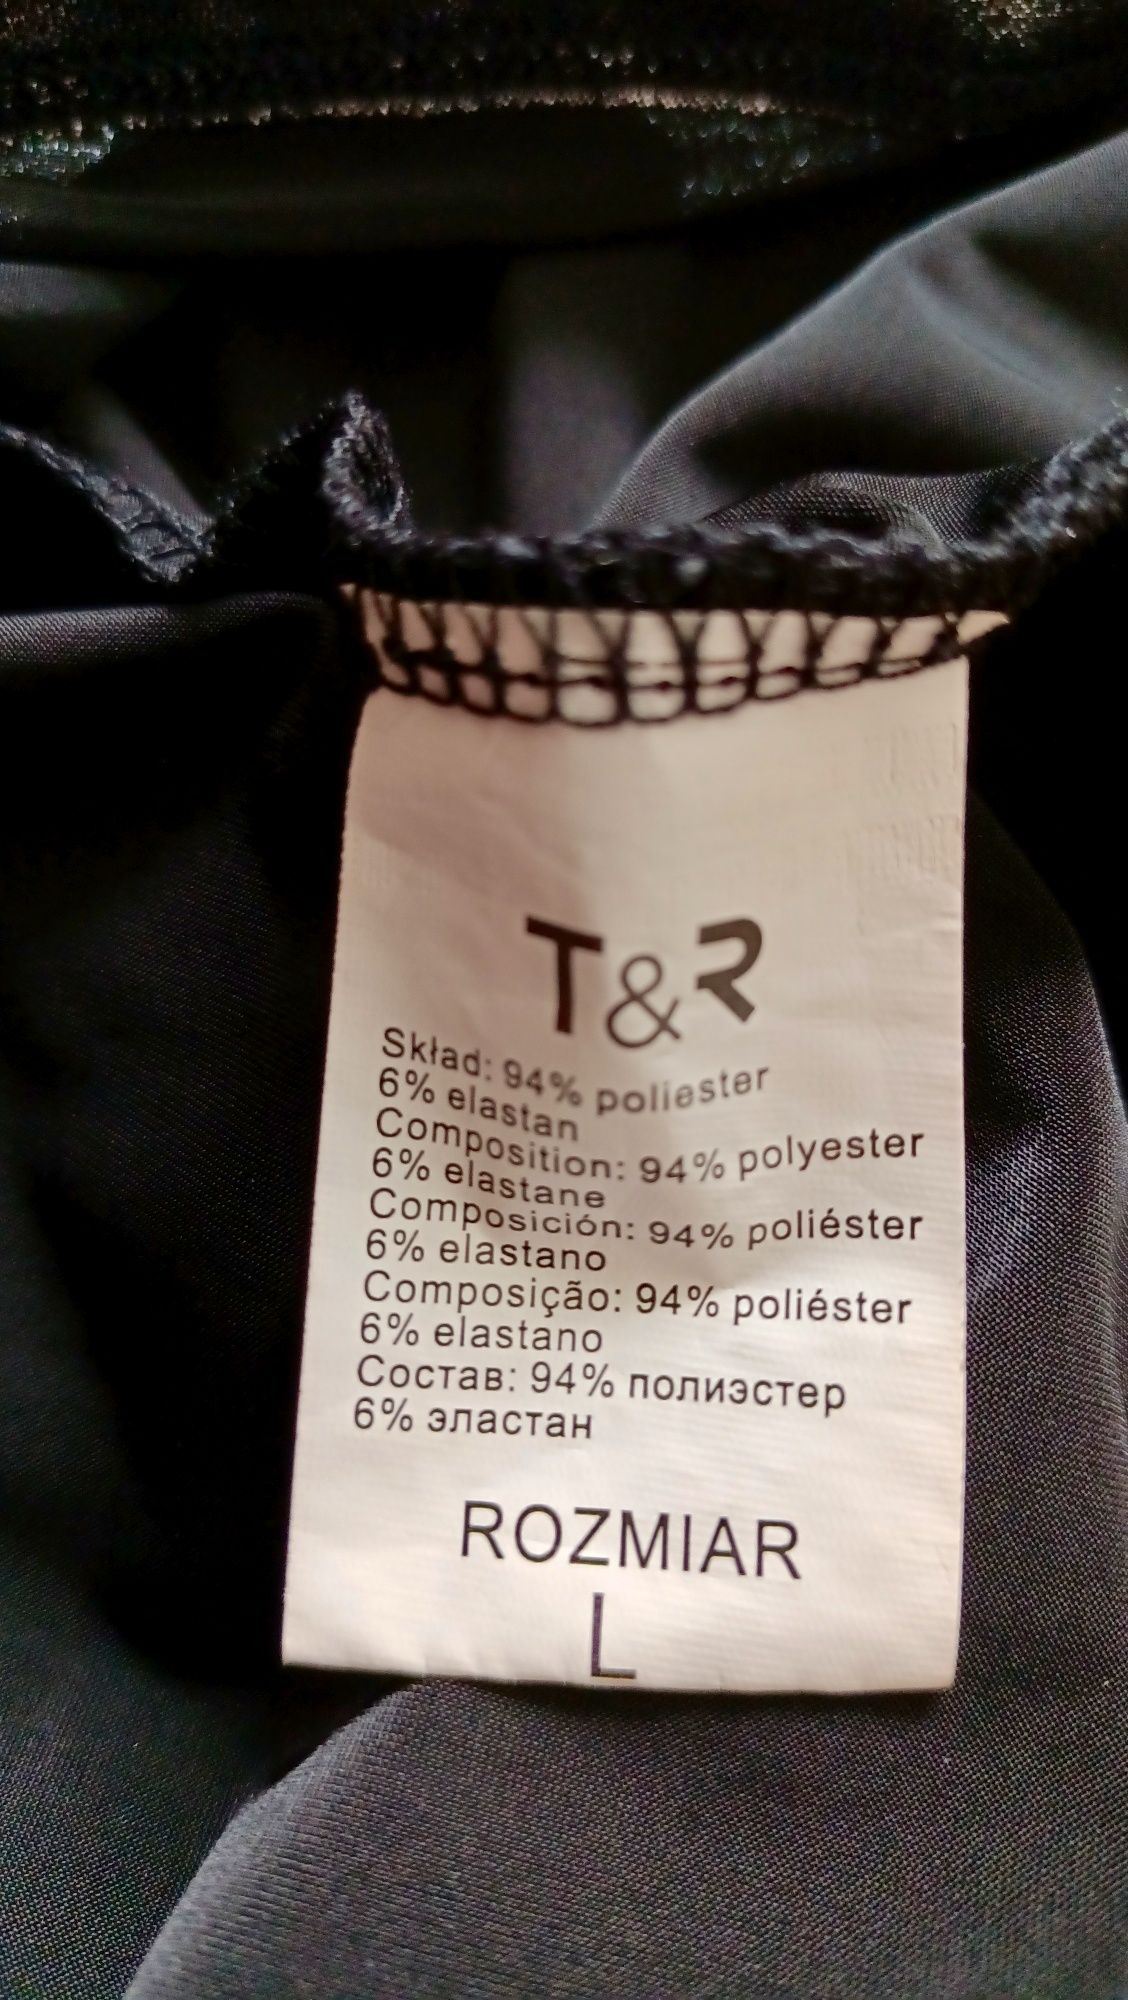 T&R
Skład: 94% poliester
6% elastan
Composition: 94% polyester
6% elastane
Composición: 94% poliéster
6% elastano
Composição: 94% poliéster
6% elastano
Состав: 94% полиэстер
6% эластан
ROZMIAR
L